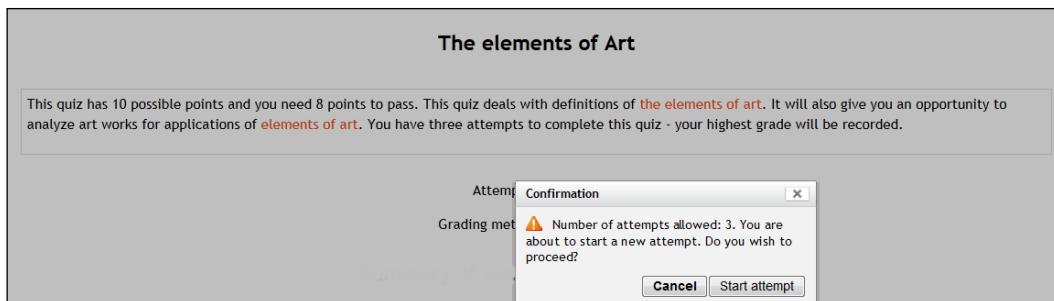 The elements of Art
This quiz has 10 possible points and you need 8 points to pass. This quiz deals with definitions of the elements of art. It will also give you an opportunity to
analyze art works for applications of elements of art. You have three attempts to complete this quiz - your highest grade will be recorded.
Attemp
Confirmation
Grading met
Number of attempts allowed: 3. You are
about to start a new attempt. Do you wish to
proceed?
Cancel Start attempt